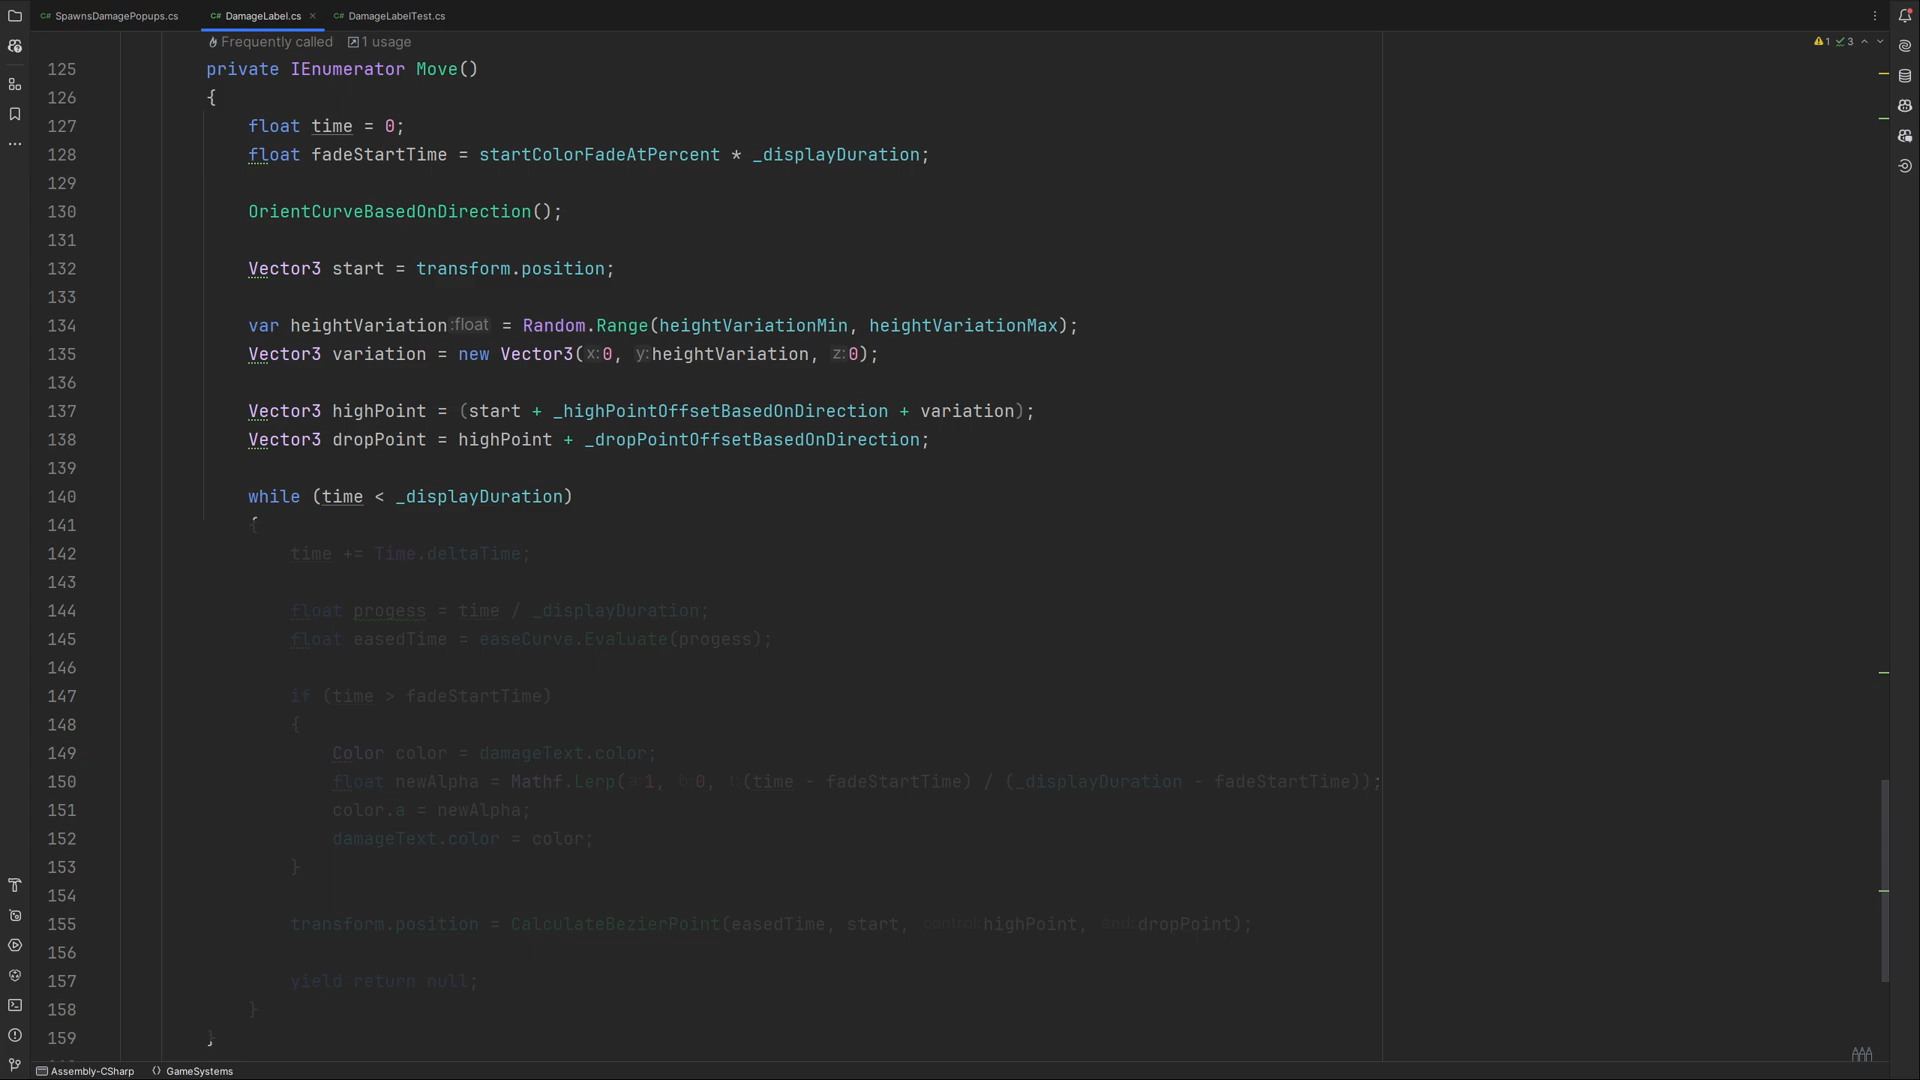 SpawnsDamagePopups.cs DamageLabel.cs DamageLabelTest.cs
Frequently called 1 usage
1 3
125 private IEnumerator Move()
126 {
127 float time = 0;
128 float fadeStartTime = startColorFadeAtPercent * _displayDuration;
129
130 OrientCurveBasedOnDirection();
131
132 Vector3 start = transform.position;
133
134 var heightVariation:float = Random.Range(heightVariationMin, heightVariationMax);
135 Vector3 variation = new Vector3(x:0, y:heightVariation, z:0);
136
137 Vector3 highPoint = (start + _highPointOffsetBasedOnDirection + variation);
138 Vector3 dropPoint = highPoint + _dropPointOffsetBasedOnDirection;
139
140 while (time < _displayDuration)
141 {
142 time += Time.deltaTime;
143
144 float progess = time / _displayDuration;
145 float easedTime = easeCurve.Evaluate(progess);
146
147 if (time > fadeStartTime)
148 {
149 Color color = damageText.color;
150 float newAlpha = Mathf.Lerp(a:1, b:0, t:(time - fadeStartTime) / (_displayDuration - fadeStartTime));
151 color.a = newAlpha;
152 damageText.color = color;
153 }
154
155 transform.position = CalculateBezierPoint(easedTime, start, control:highPoint, end:dropPoint);
156
157 yield return null;
158 }
159 }
Assembly-CSharp GameSystems